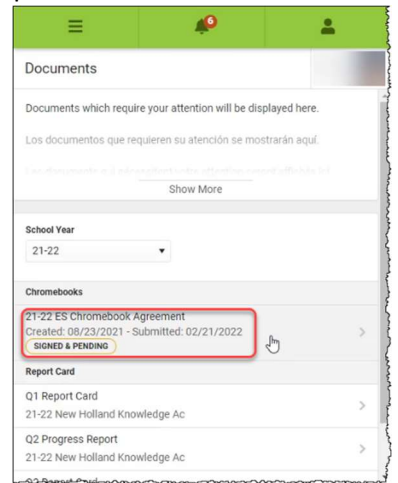 6
Documents
Documents which require your attention will be displayed here.
Los documentos que requieren su atención se mostrarán aquí.
Show More
School Year
21-22
Chromebooks
21-22 ES Chromebook Agreement
Created: 08/23/2021 - Submitted: 02/21/2022
SIGNED & PENDING
Report Card
Q1 Report Card
21-22 New Holland Knowledge Ac
Q2 Progress Report
21-22 New Holland Knowledge Ac